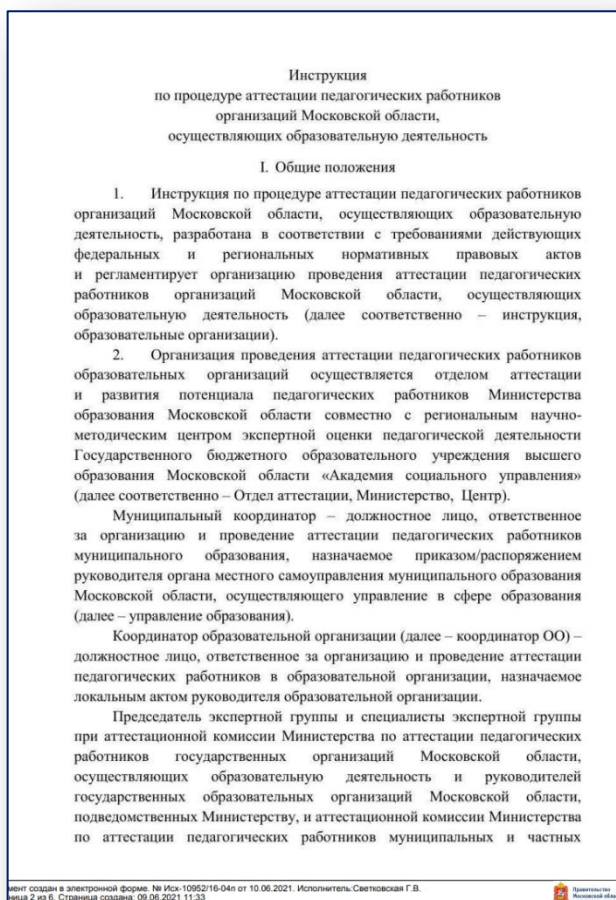 Инструкция
по процедуре аттестации педагогических работников
организаций Московской области,
осуществляющих образовательную деятельность
I. Общие положения
1. Инструкция по процедуре аттестации педагогических работников
организаций Московской области, осуществляющих образовательную
деятельность, разработана в соответствии с требованиями действующих
федеральных и региональных нормативных правовых актов
и регламентирует организацию проведения аттестации педагогических
работников организаций Московской области, осуществляющих
образовательную деятельность (далее соответственно – инструкция,
образовательные организации).
2. Организация проведения аттестации педагогических работников
образовательных организаций осуществляется отделом аттестации
и развития потенциала педагогических работников Министерства
образования Московской области совместно с региональным научно-
методическим центром экспертной оценки педагогической деятельности
Государственного бюджетного образовательного учреждения высшего
образования Московской области «Академия социального управления»
(далее соответственно – Отдел аттестации, Министерство, Центр).
Муниципальный координатор – должностное лицо, ответственное
за организацию и проведение аттестации педагогических работников
муниципального образования, назначаемое приказом/распоряжением
руководителя органа местного самоуправления муниципального образования
Московской области, осуществляющего управление в сфере образования
(далее – управление образования).
Координатор образовательной организации (далее – координатор ОО) –
должностное лицо, ответственное за организацию и проведение аттестации
педагогических работников в образовательной организации, назначаемое
локальным актом руководителя образовательной организации.
Председатель экспертной группы и специалисты экспертной группы
при аттестационной комиссии Министерства по аттестации педагогических
работников государственных организаций Московской области,
осуществляющих образовательную деятельность и руководителей
государственных образовательных организаций Московской области,
подведомственных Министерству, и аттестационной комиссии Министерства
по аттестации педагогических работников муниципальных и частных
мент создан в электронной форме. № Исх-10952/16-04п от 10.06.2021. Исполнитель:Светковская Г.В.
ница 2 из 6. Страница создана: 09.06.2021 11:33
Правительство
Московской обла